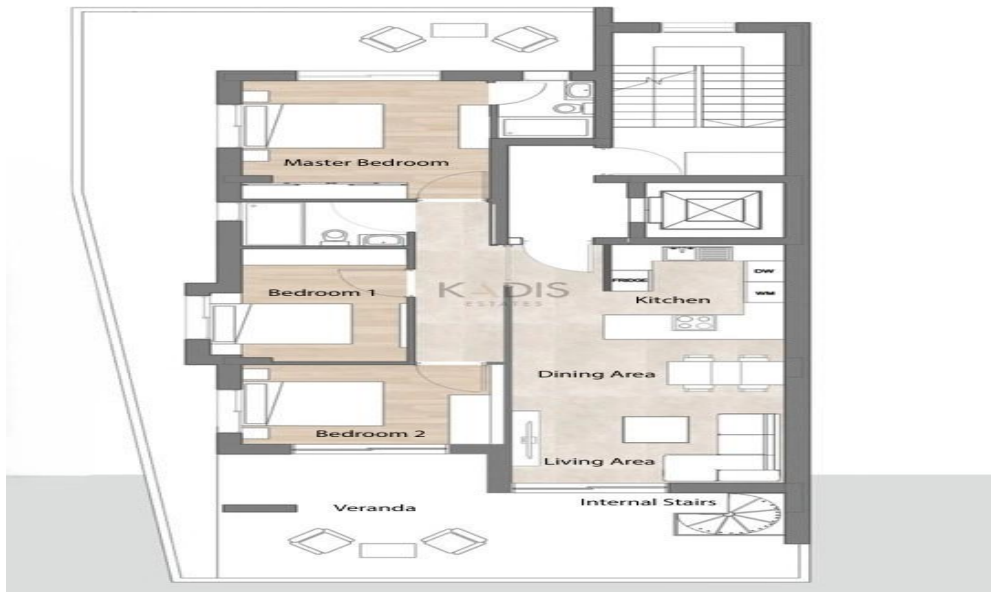 Master Bedroom
Bedroom 1
KADIS
ESTATES
FRIDGE
DW
WM
Kitchen
Dining Area
Bedroom 2
Living Area
Internal Stairs
Veranda